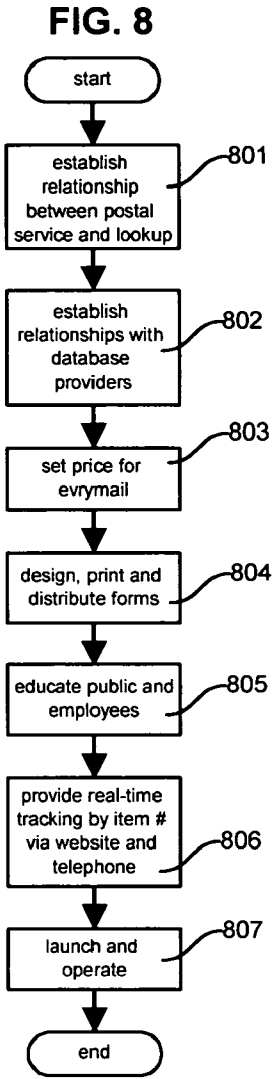 FIG. 8
start
establish
relationship
between postal
service and lookup
801
establish
relationships with
database
providers
802
set price for
evrymail
803
design, print and
distribute forms
804
educate public and
employees
805
provide real-time
tracking by item #
via website and
telephone
806
launch and
operate
807
end